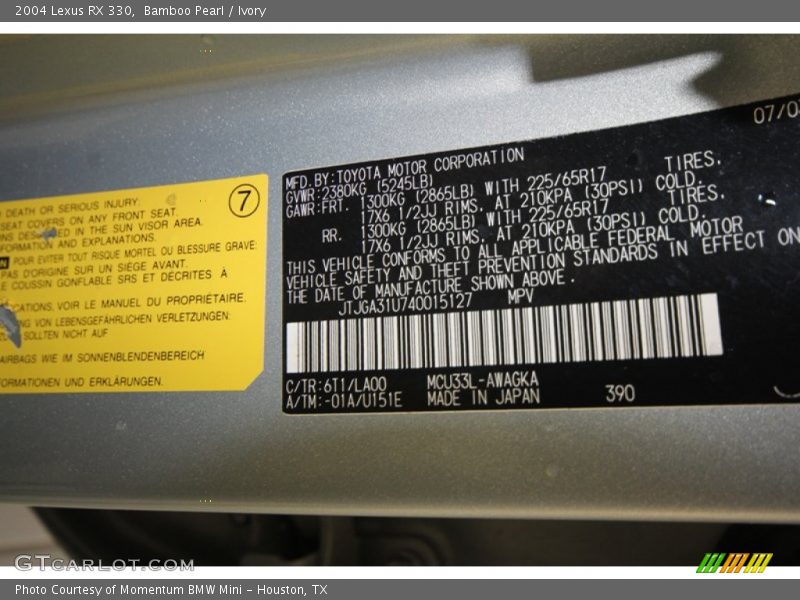 2004 Lexus RX 330, Bamboo Pearl / Ivory
DEATH OR SERIOUS INJURY:
SEAT COVERS ON ANY FRONT SEAT.
IN THE SUN VISOR AREA.
AND EXPLANATIONS.
POUR EVITER TOUT RISQUE MORTEL OU BLESSURE GRAVE:
PAS D'ORIGINE SUR UN SIEGE AVANT.
COUSSIN GONFLABLE SRS ET DÉCRITES À
VOIR LE MANUEL DU PROPRIÉTAIRE.
VON LEBENSGEFÄHRLICHEN VERLETZUNGEN:
SOLLTEN NICHT AUF
AIRBAGS WIE IM SONNENBLENDENBEREICH
FORMATIONEN UND ERKLÄRUNGEN.
7
07/0
MFD.BY:TOYOTA MOTOR CORPORATION
GVWR:2380KG (5245LB)
GAWR:FRT. 1300KG (2865LB) WITH 225/65R17 TIRES.
17X6 1/2JJ RIMS. AT 210KPA (30PSI) COLD.
RR. 1300KG (2865LB) WITH 225/65R17 TIRES.
17X6 1/2JJ RIMS. AT 210KPA (30PSI) COLD.
THIS VEHICLE CONFORMS TO ALL APPLICABLE FEDERAL MOTOR
VEHICLE SAFETY AND THEFT PREVENTION STANDARDS IN EFFECT ON
THE DATE OF MANUFACTURE SHOWN ABOVE.
JTJGA31U740015127 MPV
C/TR:6T1/LA00 MCU33L-AWAGKA
A/TM:-01A/U151E MADE IN JAPAN 390
GTCARLOT.COM
Photo Courtesy of Momentum BMW Mini - Houston, TX